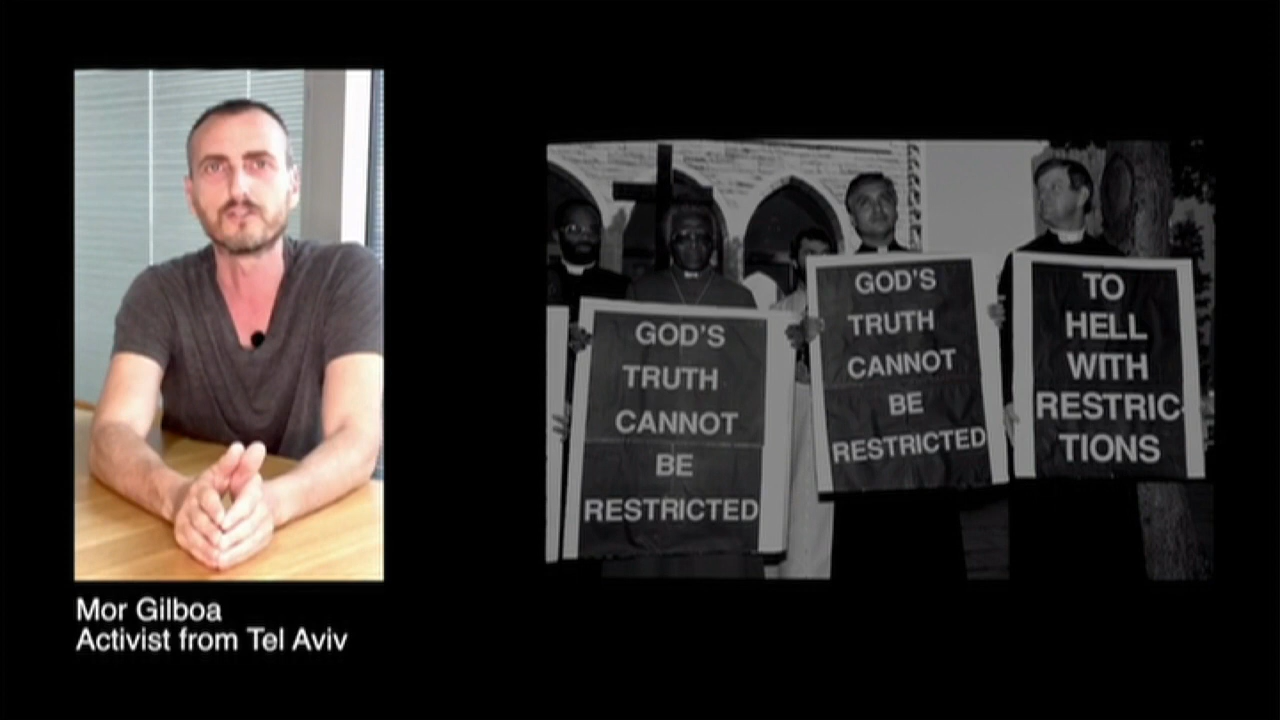 Mor Gilboa
Activist from Tel Aviv
GOD'S
TRUTH
CANNOT
BE
RESTRICTED
GOD'S
TRUTH
CANNOT
BE
RESTRICTED
TO
HELL
WITH
RESTRIC-
TIONS